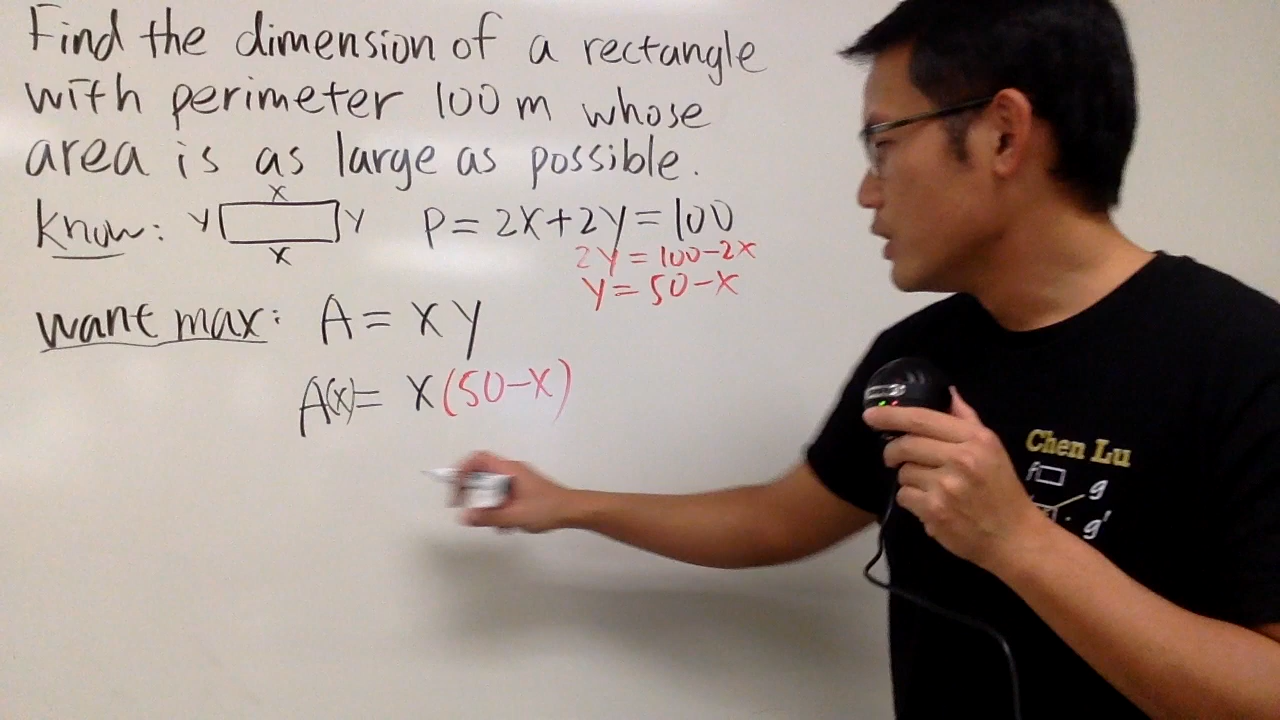 Find the dimension of a rectangle
with perimeter 100 m whose
area is as large as possible.
x
Know: y y P = 2x+2y = 100
x
2y = 100-2x
y = 50-x
want max: A = x y
A(x)= x (50-x)
Chen Lu
f g
g'